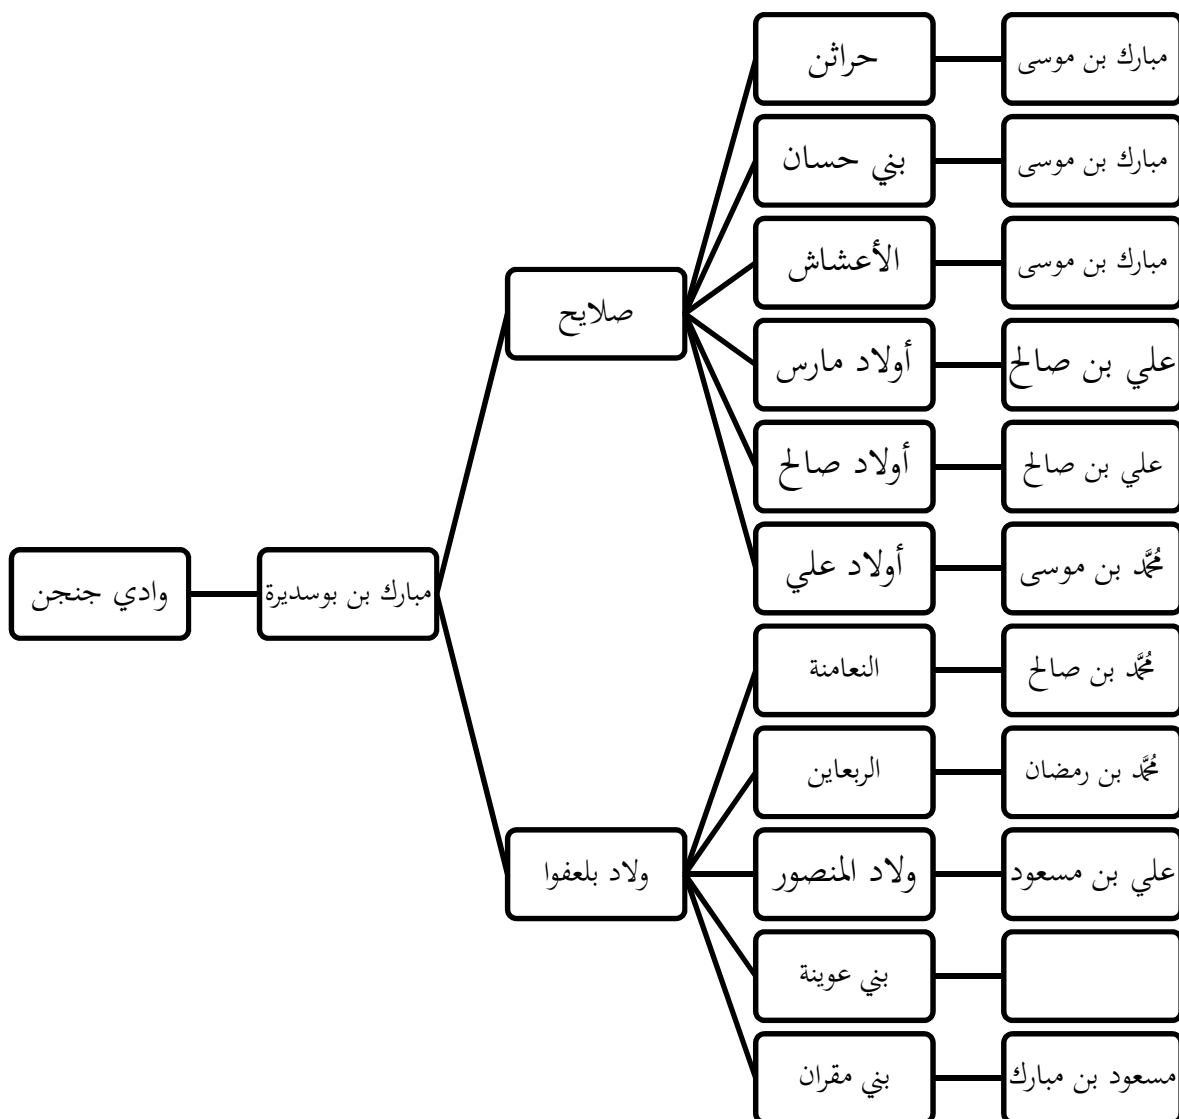 حراثن
مبارك بن موسى
بني حسان
مبارك بن موسى
الأعشاش
مبارك بن موسى
صلايح
أولاد مارس
علي بن صالح
أولاد صالح
علي بن صالح
أولاد علي
مُحَمَّد بن موسى
وادي جنجن
مبارك بن بوسديرة
النعامنة
مُحَمَّد بن صالح
الربعاين
مُحَمَّد بن رمضان
ولاد بلعفوا
ولاد المنصور
علي بن مسعود
بني عوينة
بني مقران
مسعود بن مبارك